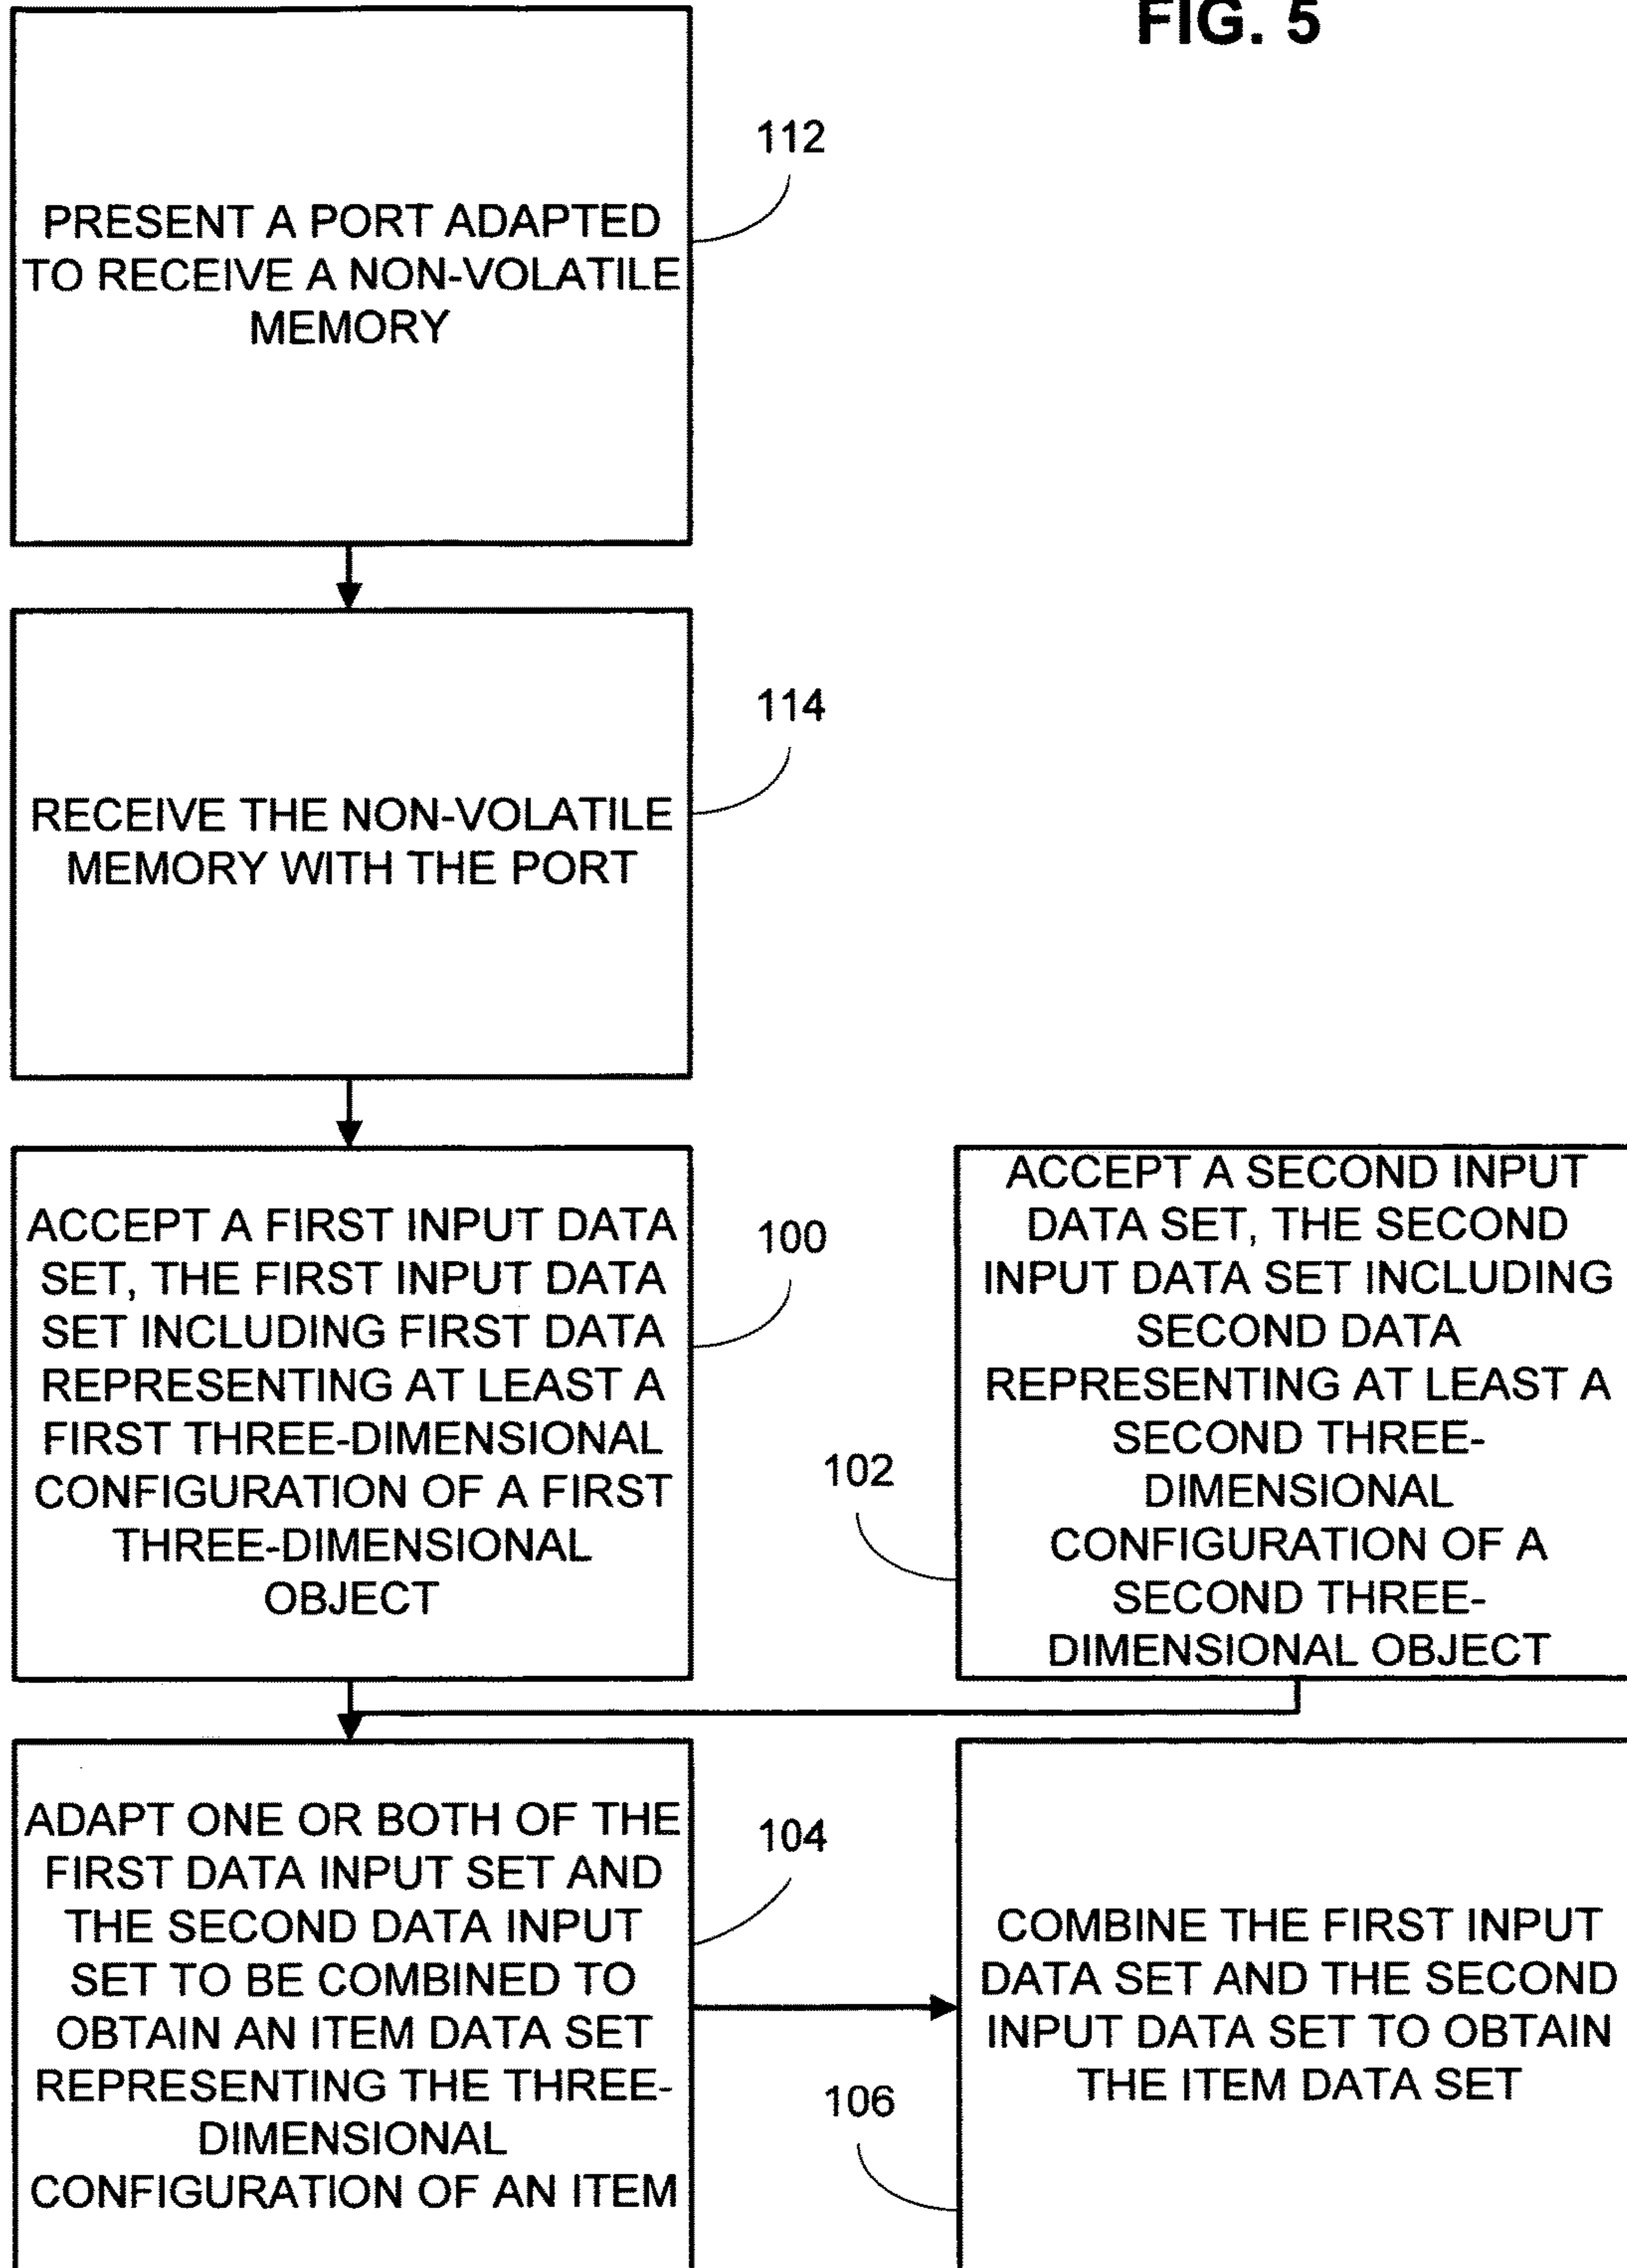 FIG. 5
112
PRESENT A PORT ADAPTED
TO RECEIVE A NON-VOLATILE
MEMORY
114
RECEIVE THE NON-VOLATILE
MEMORY WITH THE PORT
ACCEPT A FIRST INPUT DATA
SET, THE FIRST INPUT DATA
SET INCLUDING FIRST DATA
REPRESENTING AT LEAST A
FIRST THREE-DIMENSIONAL
CONFIGURATION OF A FIRST
THREE-DIMENSIONAL
OBJECT
100
ACCEPT A SECOND INPUT
DATA SET, THE SECOND
INPUT DATA SET INCLUDING
SECOND DATA
REPRESENTING AT LEAST A
SECOND THREE-
DIMENSIONAL
CONFIGURATION OF A
SECOND THREE-
DIMENSIONAL OBJECT
102
ADAPT ONE OR BOTH OF THE
FIRST DATA INPUT SET AND
THE SECOND DATA INPUT
SET TO BE COMBINED TO
OBTAIN AN ITEM DATA SET
REPRESENTING THE THREE-
DIMENSIONAL
CONFIGURATION OF AN ITEM
104
COMBINE THE FIRST INPUT
DATA SET AND THE SECOND
INPUT DATA SET TO OBTAIN
THE ITEM DATA SET
106